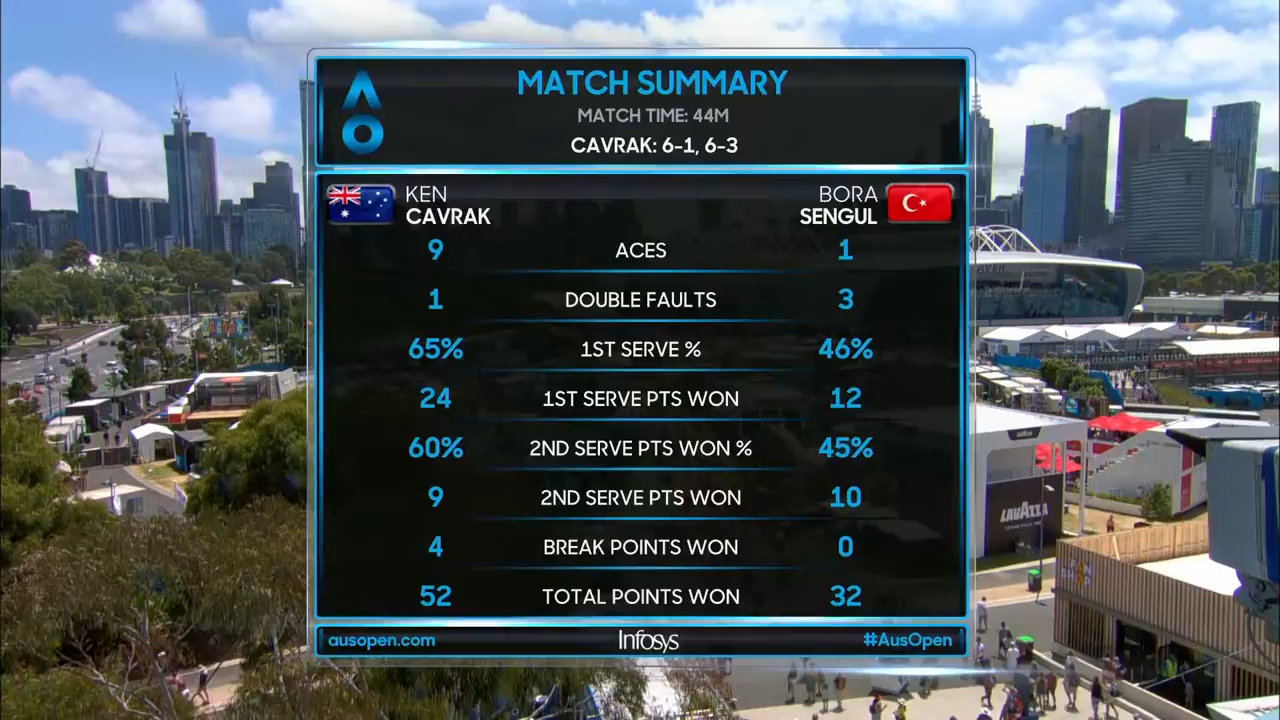 MATCH SUMMARY
MATCH TIME: 44M
CAVRAK: 6-1, 6-3
KEN CAVRAK
BORA SENGUL
9 ACES 1
1 DOUBLE FAULTS 3
65% 1ST SERVE % 46%
24 1ST SERVE PTS WON 12
60% 2ND SERVE PTS WON % 45%
9 2ND SERVE PTS WON 10
4 BREAK POINTS WON 0
52 TOTAL POINTS WON 32
ausopen.com Infosys #AusOpen
LAVAZZA
FAN SHOP